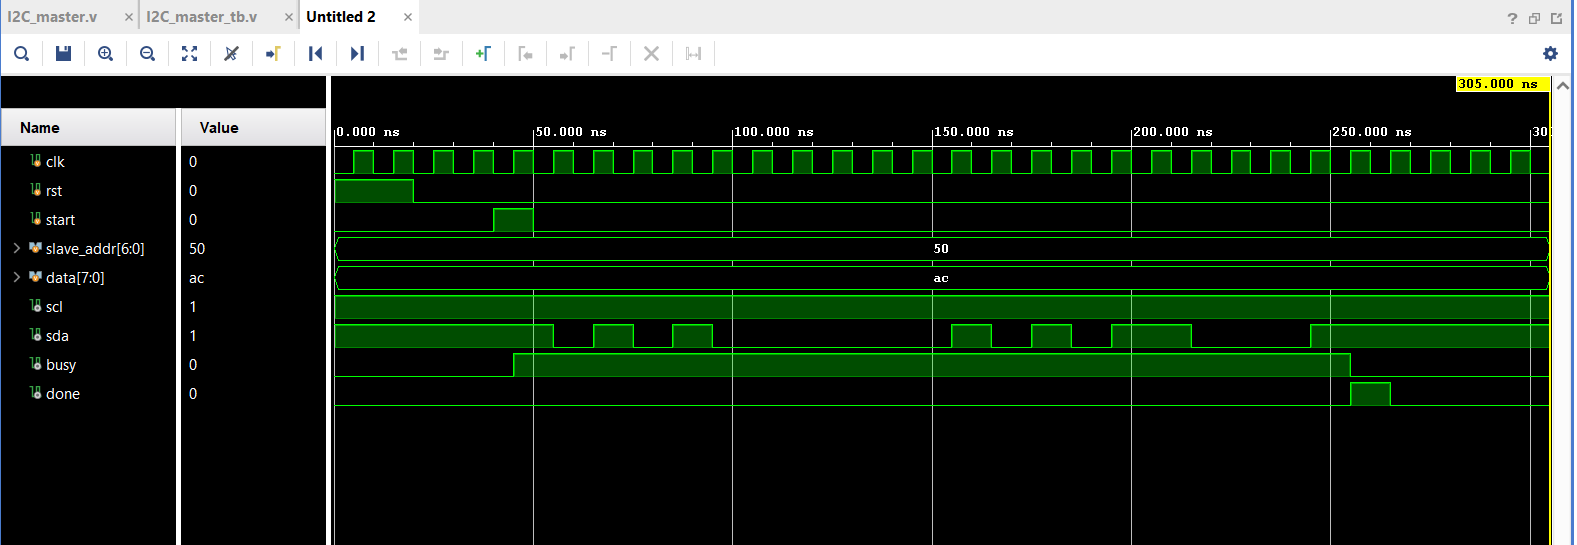 I2C_master.v × I2C_master_tb.v × Untitled 2 ×
?
305.000 ns
Name Value
0.000 ns 50.000 ns 100.000 ns 150.000 ns 200.000 ns 250.000 ns 30
clk 0
rst 0
start 0
slave_addr[6:0] 50 50
data[7:0] ac ac
scl 1
sda 1
busy 0
done 0